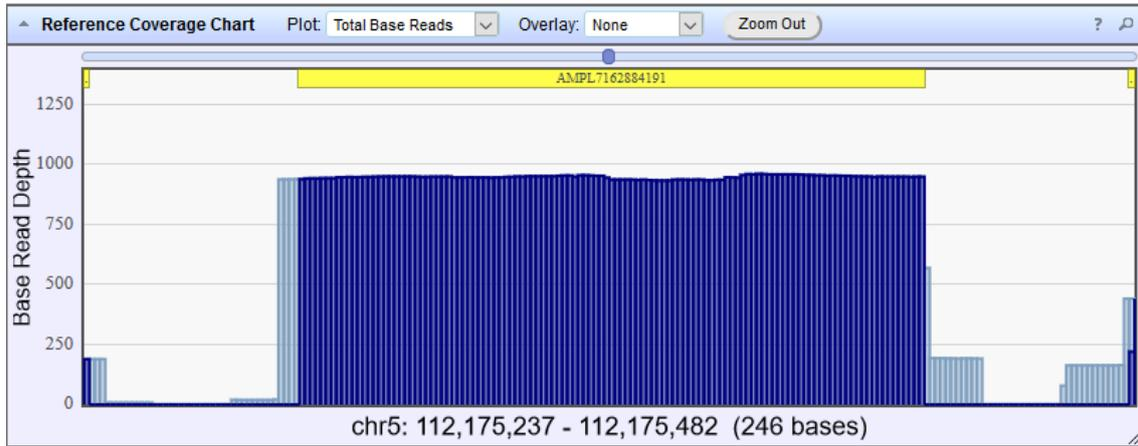 Reference Coverage Chart Plot: Total Base Reads Overlay: None Zoom Out ?
AMPL7162884191
1250
1000
750
500
250
0
Base Read Depth
chr5: 112,175,237 - 112,175,482 (246 bases)